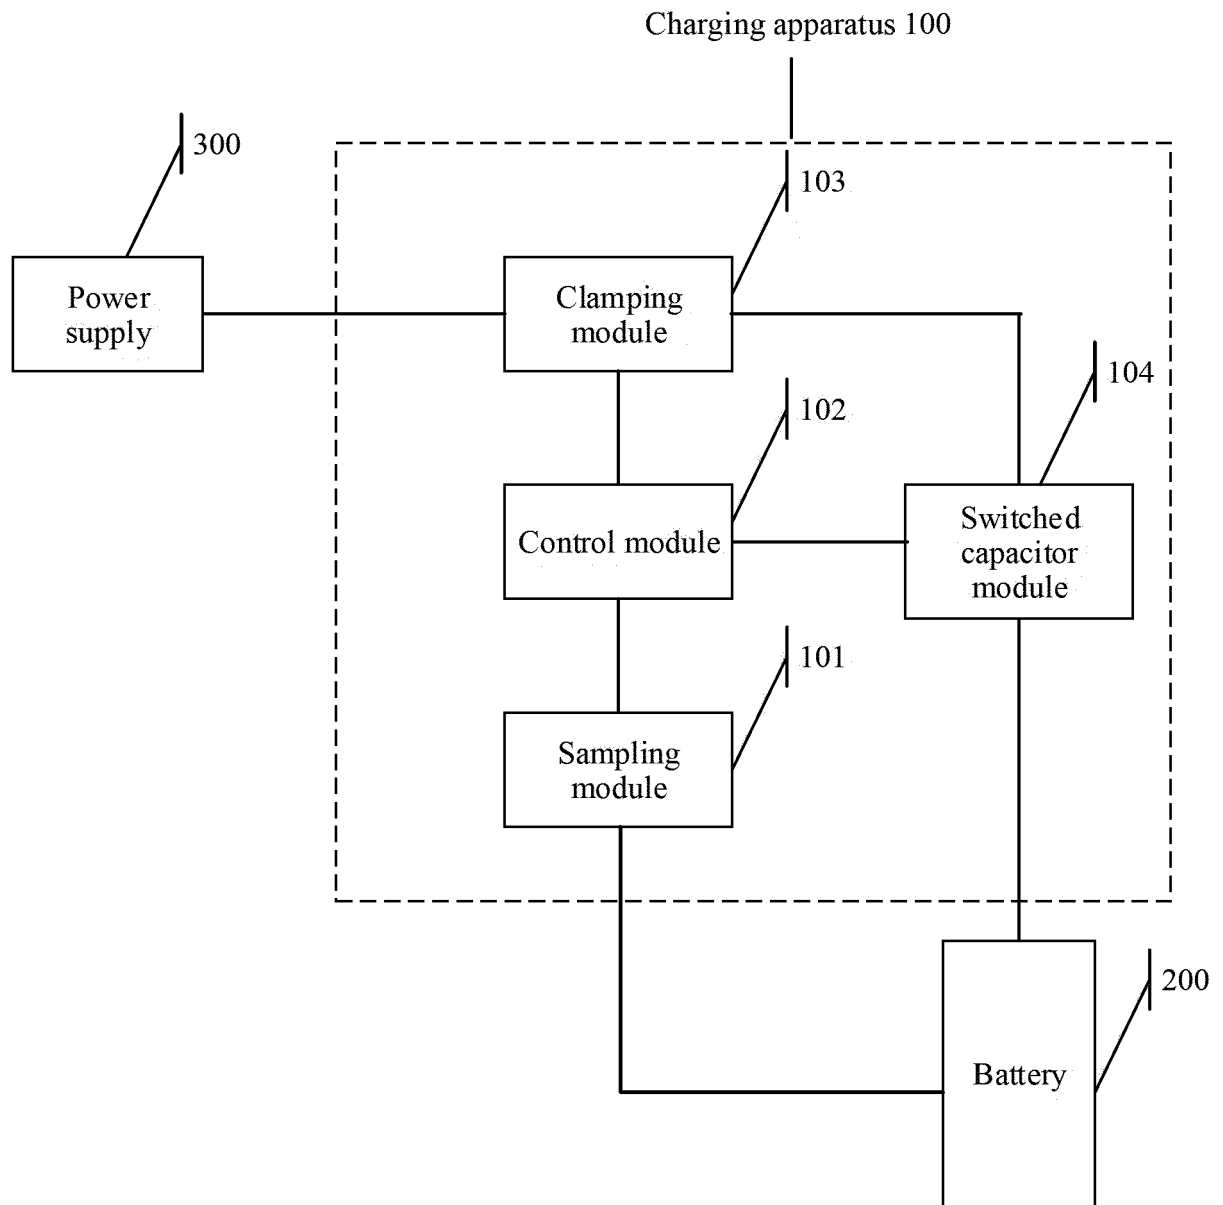 Charging apparatus 100
300
103
Power
supply
Clamping
module
104
102
Control module
Switched
capacitor
module
101
Sampling
module
200
Battery